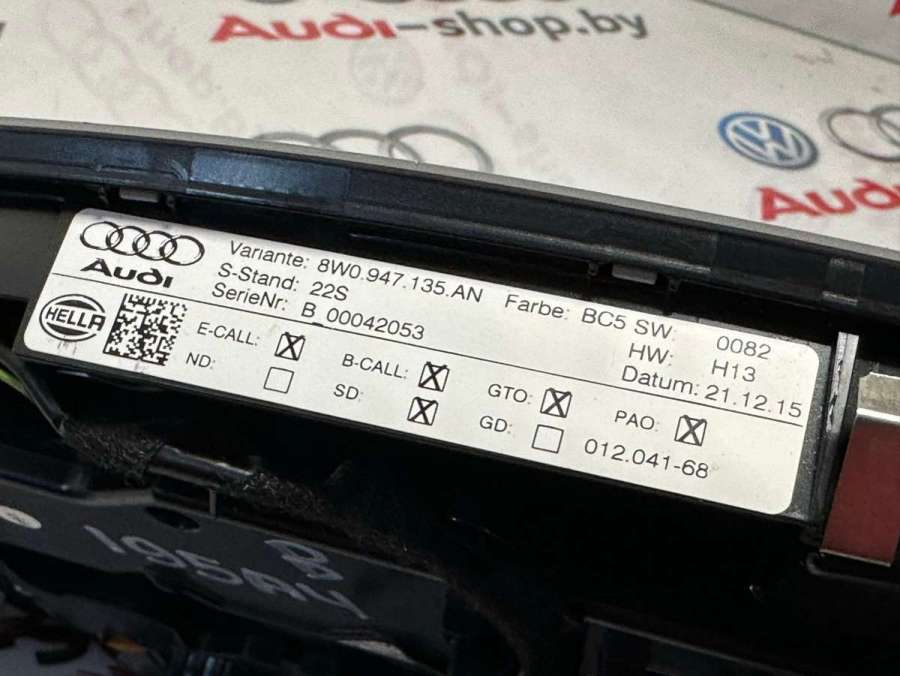 Audi-shop.by
Audi
Audi
Variante: 8W0.947.135.AN Farbe: BC5 SW: 0082
S-Stand: 22S HW: H13
SerieNr: B_00042053 Datum: 21.12.15
HELLA
E-CALL: ☒ B-CALL: ☒ GTO: ☒ PAO: ☒
ND: ☐ SD: ☒ GD: ☐ 012.041-68